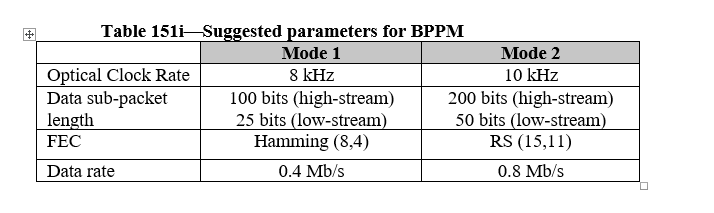 Table 151i—Suggested parameters for BPPM
Mode 1 Mode 2
Optical Clock Rate 8 kHz 10 kHz
Data sub-packet 100 bits (high-stream) 200 bits (high-stream)
length 25 bits (low-stream) 50 bits (low-stream)
FEC Hamming (8,4) RS (15,11)
Data rate 0.4 Mb/s 0.8 Mb/s